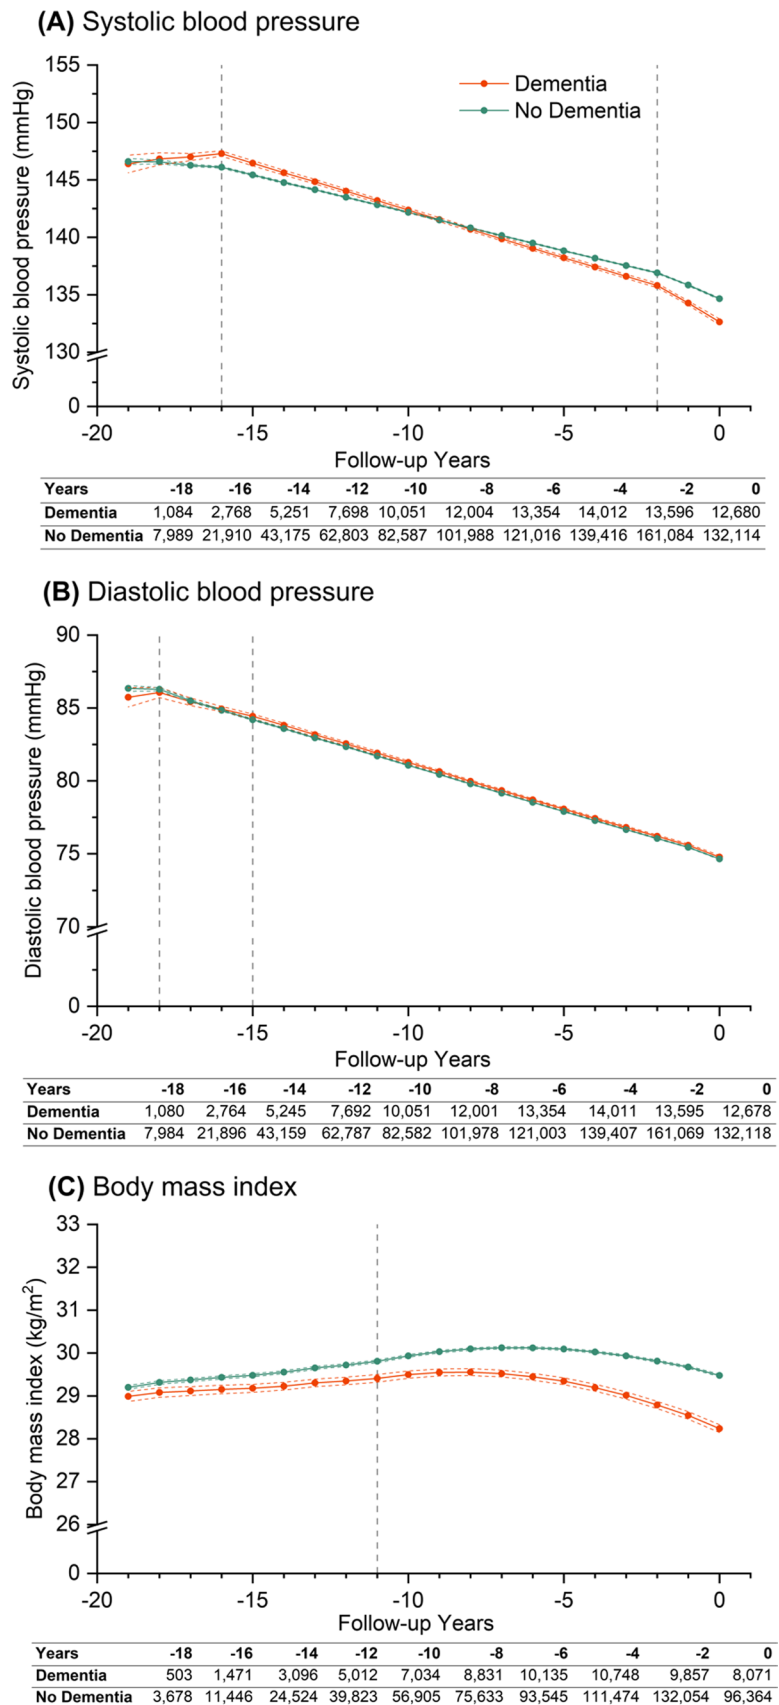 (A) Systolic blood pressure
155
150
145
140
135
130
0
Systolic blood pressure (mmHg)
Dementia
No Dementia
-20 -15 -10 -5 0
Follow-up Years
Years -18 -16 -14 -12 -10 -8 -6 -4 -2 0
Dementia 1,084 2,768 5,251 7,698 10,051 12,004 13,354 14,012 13,596 12,680
No Dementia 7,989 21,910 43,175 62,803 82,587 101,988 121,016 139,416 161,084 132,114
(B) Diastolic blood pressure
90
85
80
75
70
0
Diastolic blood pressure (mmHg)
-20 -15 -10 -5 0
Follow-up Years
Years -18 -16 -14 -12 -10 -8 -6 -4 -2 0
Dementia 1,080 2,764 5,245 7,692 10,051 12,001 13,354 14,011 13,595 12,678
No Dementia 7,984 21,896 43,159 62,787 82,582 101,978 121,003 139,407 161,069 132,118
(C) Body mass index
33
32
31
30
29
28
27
26
0
Body mass index (kg/m²)
-20 -15 -10 -5 0
Follow-up Years
Years -18 -16 -14 -12 -10 -8 -6 -4 -2 0
Dementia 503 1,471 3,096 5,012 7,034 8,831 10,135 10,748 9,857 8,071
No Dementia 3,678 11,446 24,524 39,823 56,905 75,633 93,545 111,474 132,054 96,364